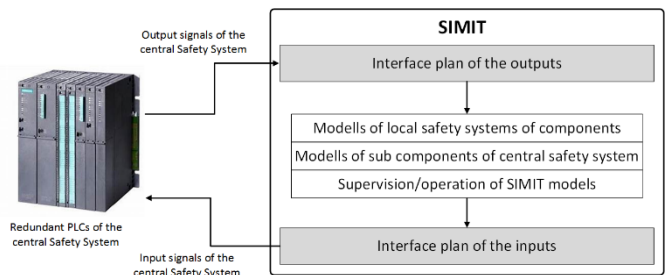 Output signals of the
central Safety System
SIMIT
Interface plan of the outputs
Modells of local safety systems of components
Modells of sub components of central safety system
Supervision/operation of SIMIT models
Redundant PLCs of the
central Safety System
Interface plan of the inputs
Input signals of the
central Safety System